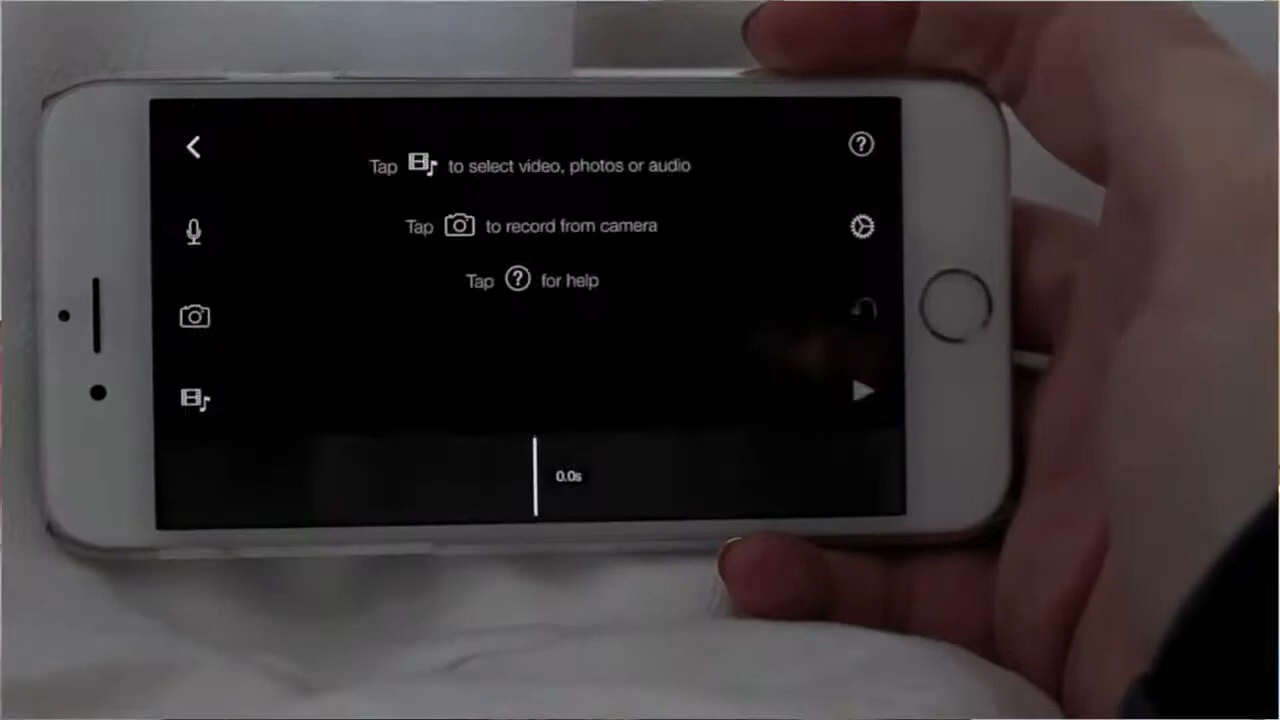 Tap to select video, photos or audio
Tap to record from camera
Tap ? for help
?
0.0s